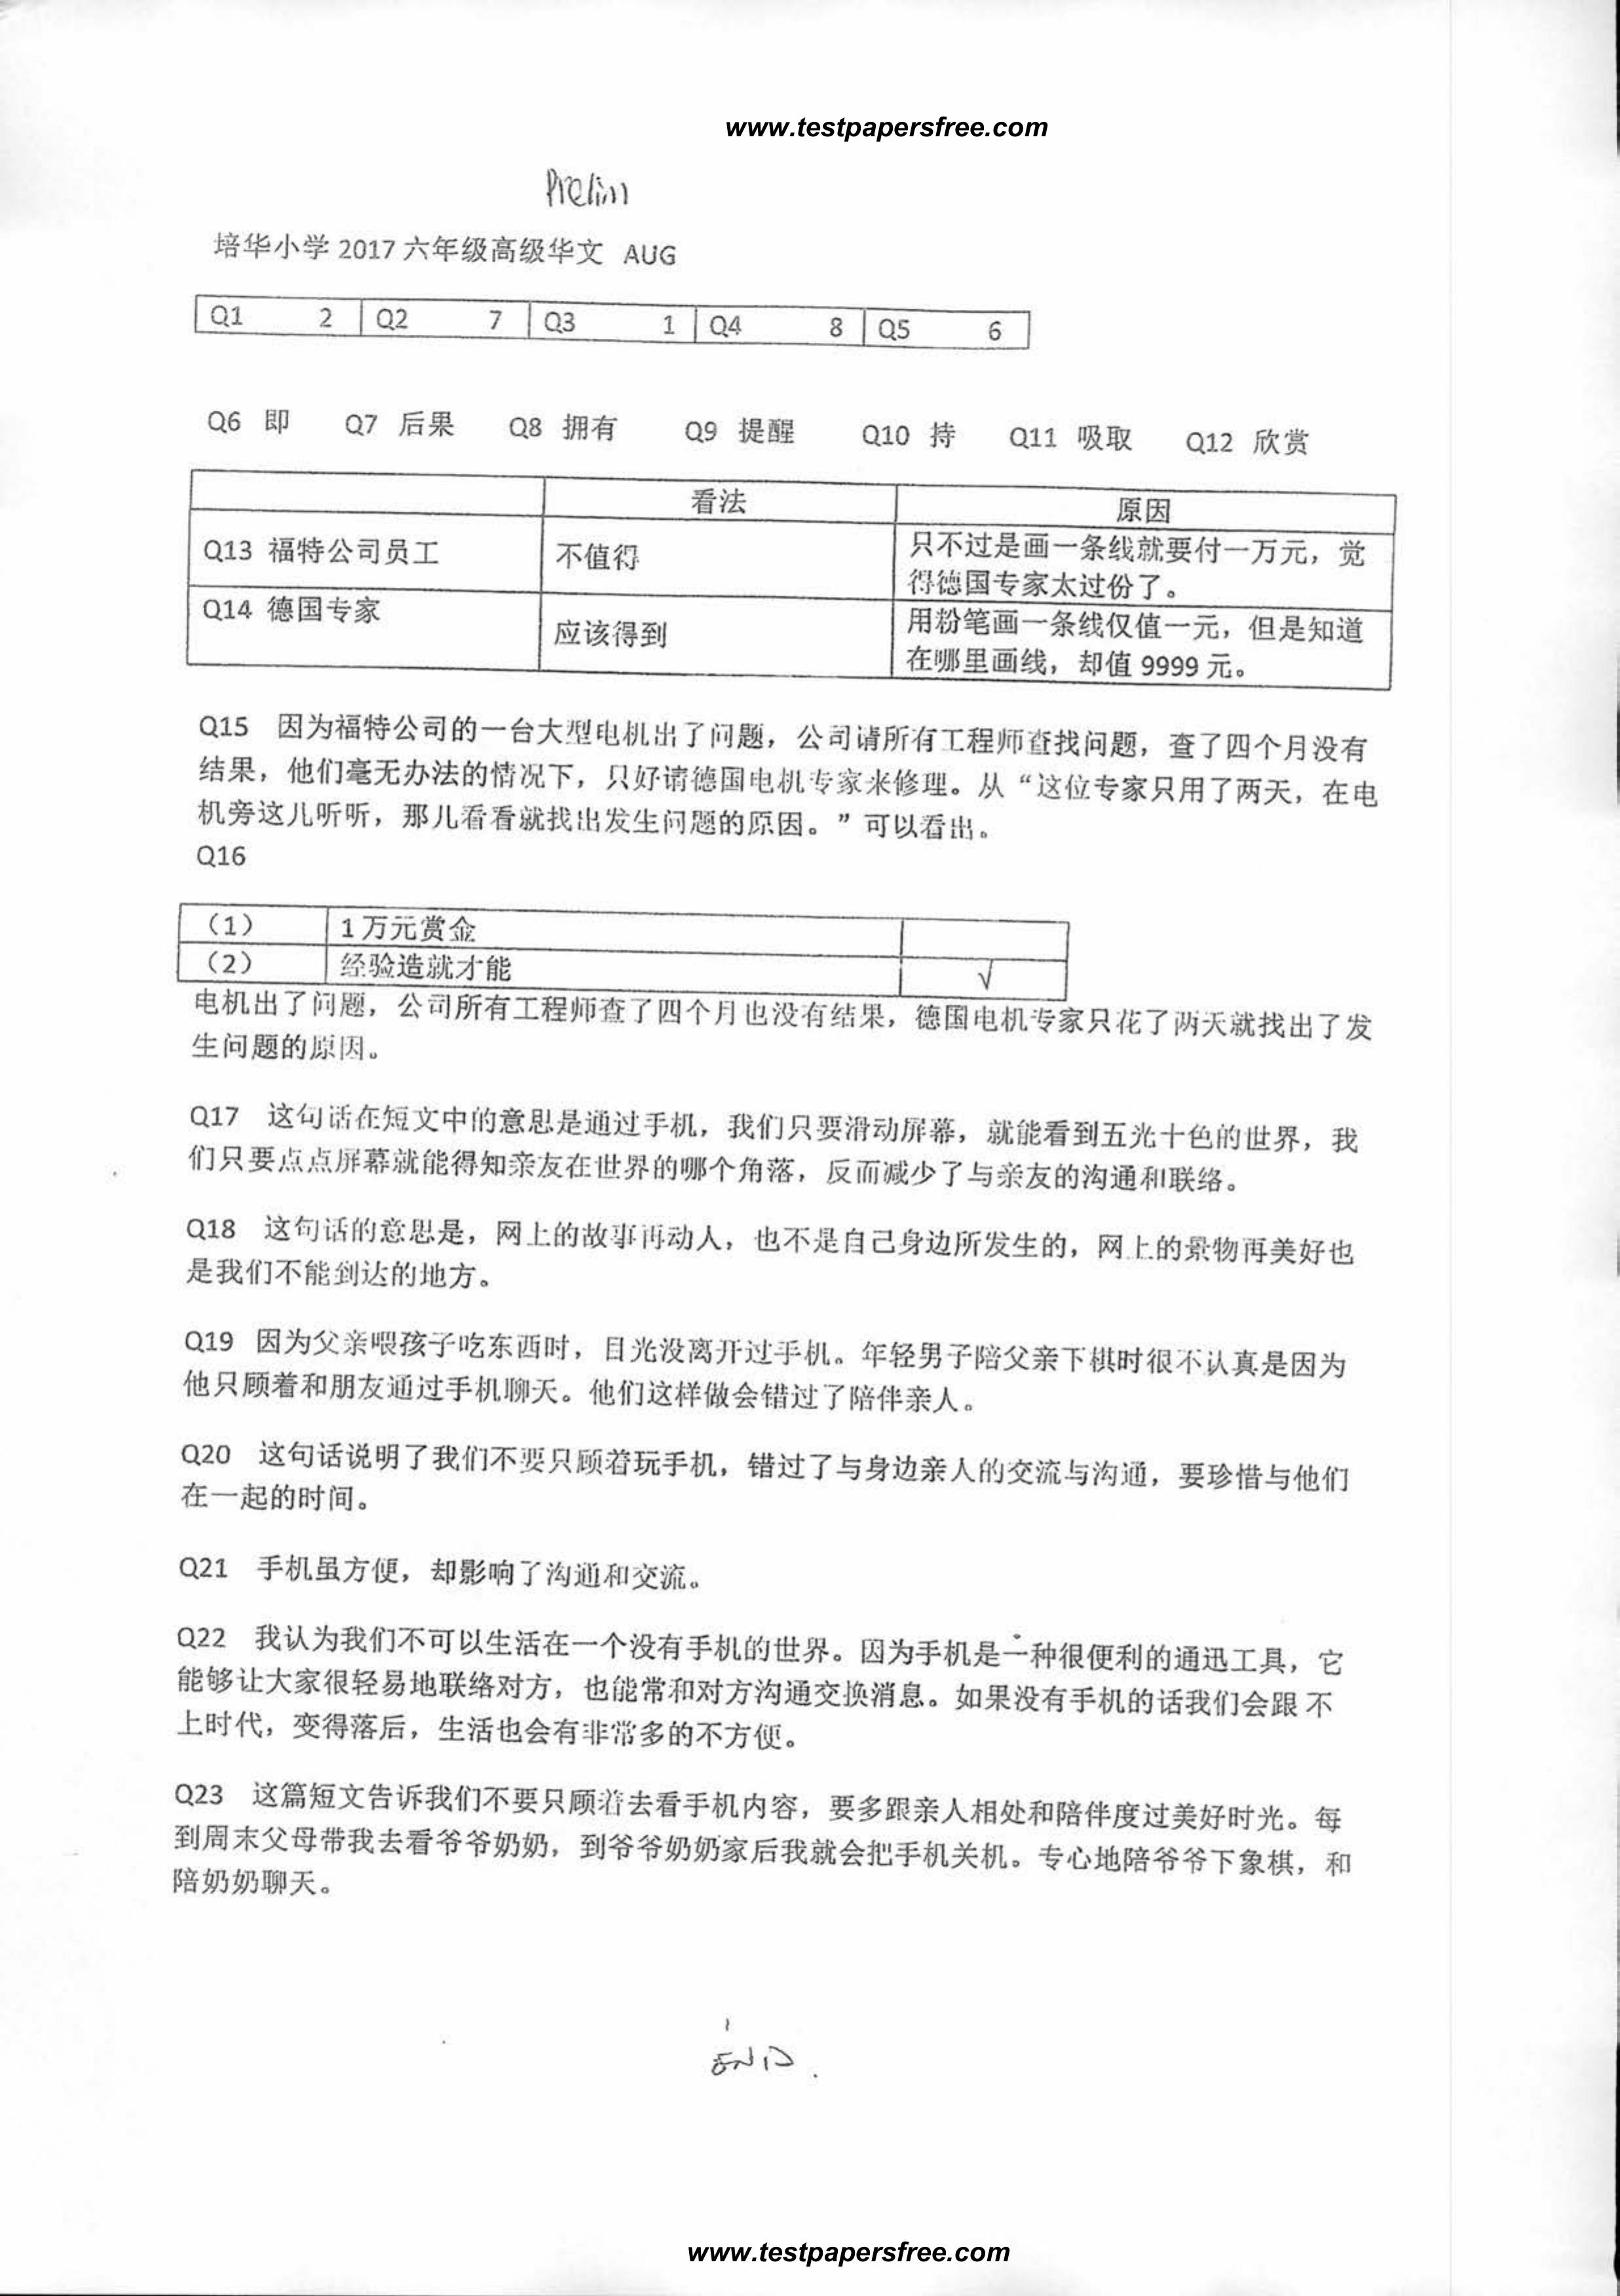 www.testpapersfree.com
Prelim
培华小学 2017 六年级高级华文 AUG
Q1 2 Q2 7 Q3 1 Q4 8 Q5 6
Q6 即 Q7 后果 Q8 拥有 Q9 提醒 Q10 持 Q11 吸取 Q12 欣赏
看法 原因
Q13 福特公司员工 不值得 只不过是画一条线就要付一万元，觉
得德国专家太过份了。
Q14 德国专家 应该得到 用粉笔画一条线仅值一元，但是知道
在哪里画线，却值 9999 元。
Q15 因为福特公司的一台大型电机出了问题，公司请所有工程师查找问题，查了四个月没有
结果，他们毫无办法的情况下，只好请德国电机专家来修理。从“这位专家只用了两天，在电
机旁这儿听听，那儿看看就找出发生问题的原因。”可以看出。
Q16
（1） 1 万元赏金
（2） 经验造就才能 √
电机出了问题，公司所有工程师查了四个月也没有结果，德国电机专家只花了两天就找出了发
生问题的原因。
Q17 这句话在短文中的意思是通过手机，我们只要滑动屏幕，就能看到五光十色的世界，我
们只要点点屏幕就能得知亲友在世界的哪个角落，反而减少了与亲友的沟通和联络。
Q18 这句话的意思是，网上的故事再动人，也不是自己身边所发生的，网上的景物再美好也
是我们不能到达的地方。
Q19 因为父亲喂孩子吃东西时，目光没离开过手机。年轻男子陪父亲下棋时很不认真是因为
他只顾着和朋友通过手机聊天。他们这样做会错过了陪伴亲人。
Q20 这句话说明了我们不要只顾着玩手机，错过了与身边亲人的交流与沟通，要珍惜与他们
在一起的时间。
Q21 手机虽方便，却影响了沟通和交流。
Q22 我认为我们不可以生活在一个没有手机的世界。因为手机是一种很便利的通迅工具，它
能够让大家很轻易地联络对方，也能常和对方沟通交换消息。如果没有手机的话我们会跟 不
上时代，变得落后，生活也会有非常多的不方便。
Q23 这篇短文告诉我们不要只顾着去看手机内容，要多跟亲人相处和陪伴度过美好时光。每
到周末父母带我去看爷爷奶奶，到爷爷奶奶家后我就会把手机关机。专心地陪爷爷下象棋，和
陪奶奶聊天。
END.
www.testpapersfree.com